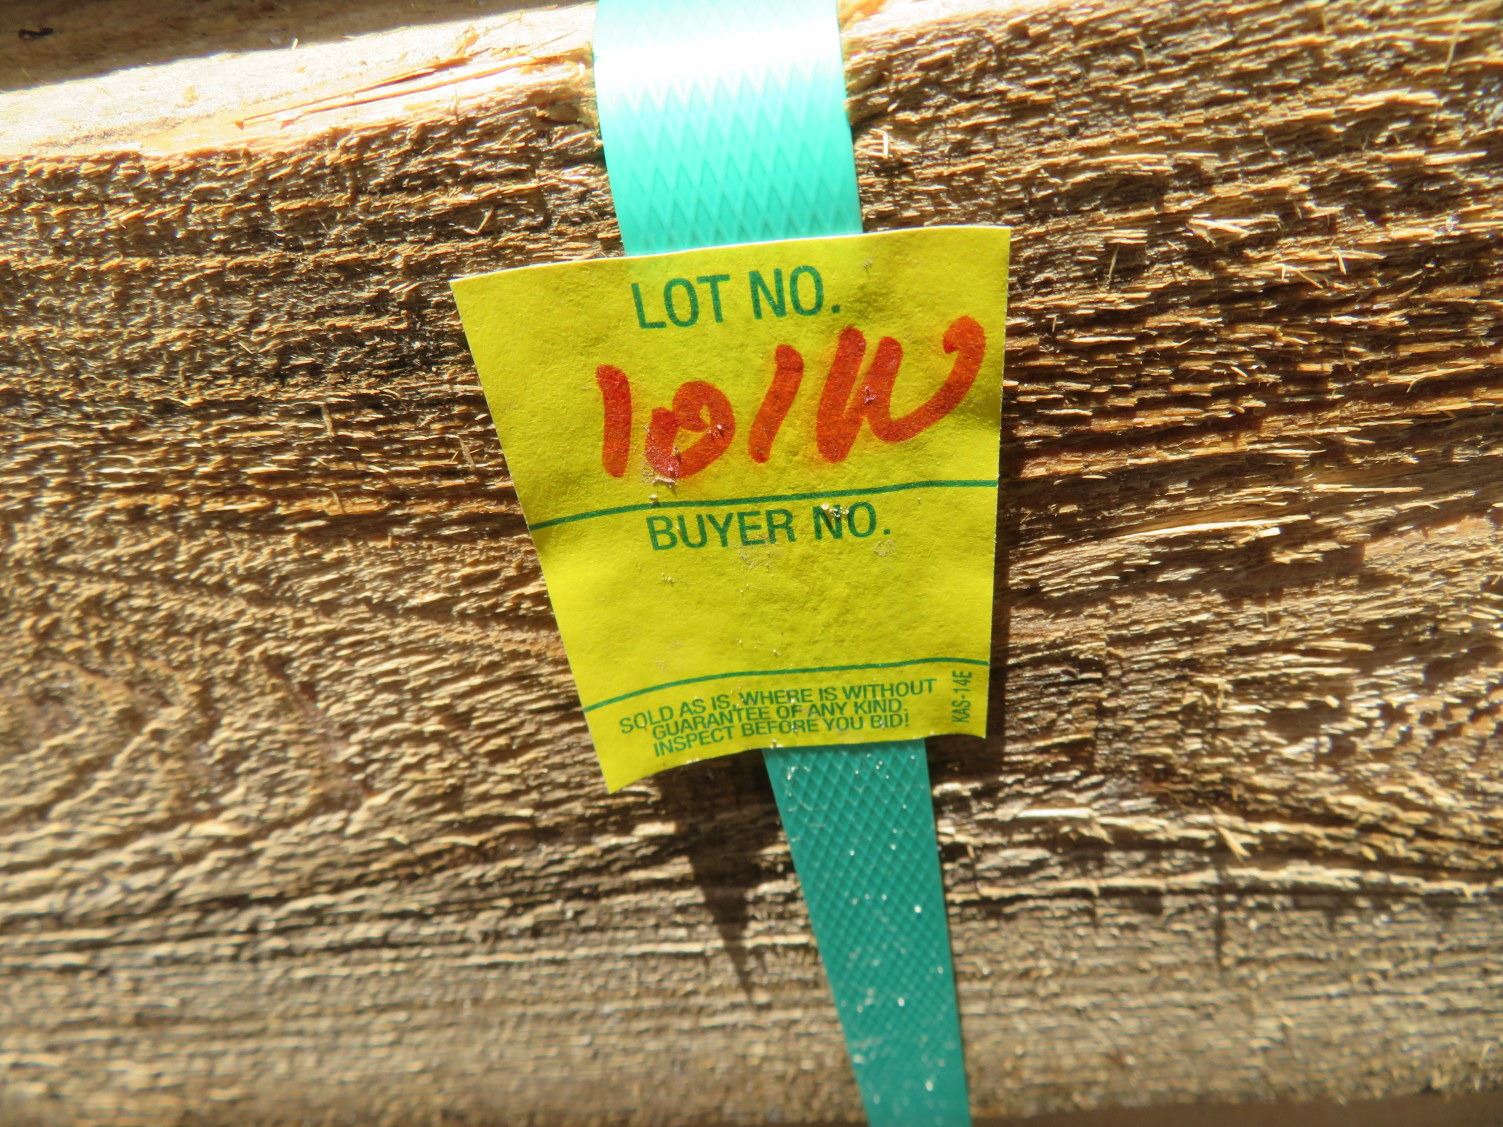 LOT NO.
101W
BUYER NO.
SOLD AS IS, WHERE IS WITHOUT
GUARANTEE OF ANY KIND.
INSPECT BEFORE YOU BID!
KAS-14E